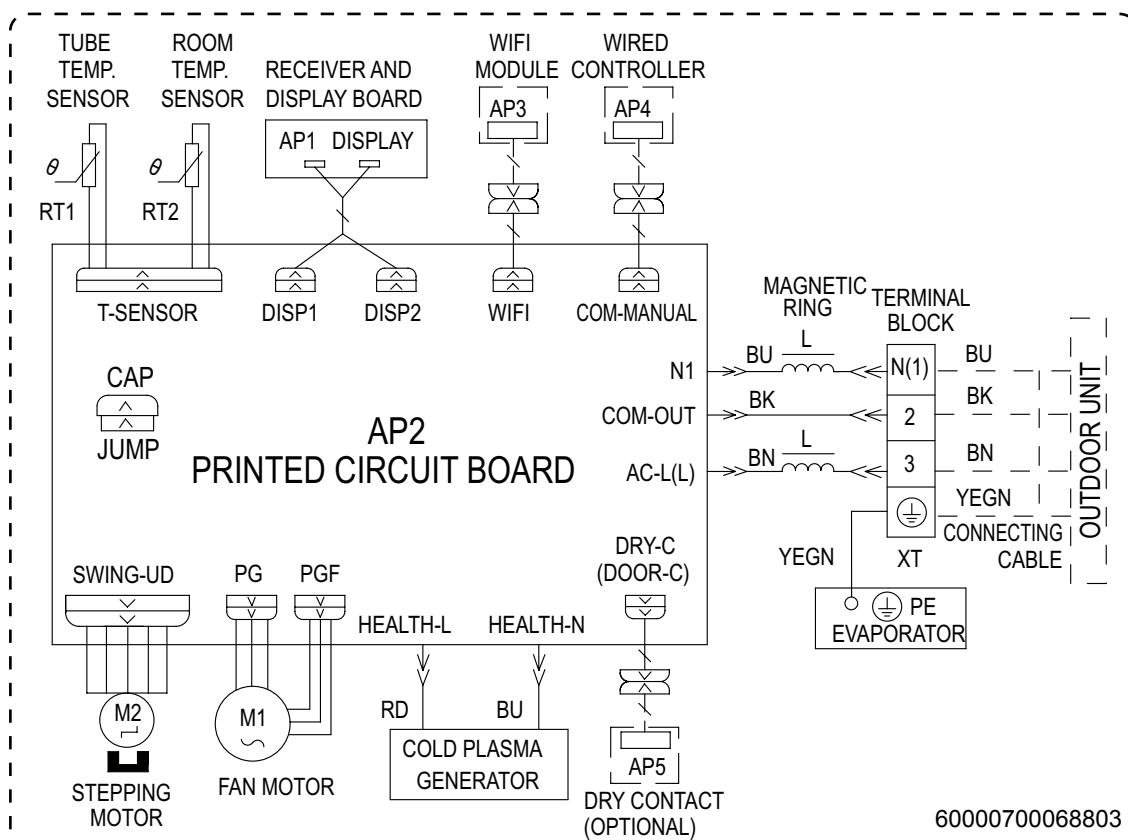 TUBE
TEMP.
SENSOR
ROOM
TEMP.
SENSOR
RECEIVER AND
DISPLAY BOARD
WIFI
MODULE
WIRED
CONTROLLER
AP1 DISPLAY
AP3
AP4
θ
RT1
θ
RT2
T-SENSOR
DISP1
DISP2
WIFI
COM-MANUAL
MAGNETIC
RING
TERMINAL
BLOCK
CAP
JUMP
AP2
PRINTED CIRCUIT BOARD
N1
BU
L
N(1)
BU
COM-OUT
BK
2
BK
AC-L(L)
BN
L
3
BN
YEGN
OUTDOOR UNIT
CONNECTING
CABLE
XT
YEGN
PE
EVAPORATOR
SWING-UD
PG
PGF
HEALTH-L
HEALTH-N
DRY-C
(DOOR-C)
M2
STEPPING
MOTOR
M1
FAN MOTOR
RD
BU
COLD PLASMA
GENERATOR
AP5
DRY CONTACT
(OPTIONAL)
60000700068803